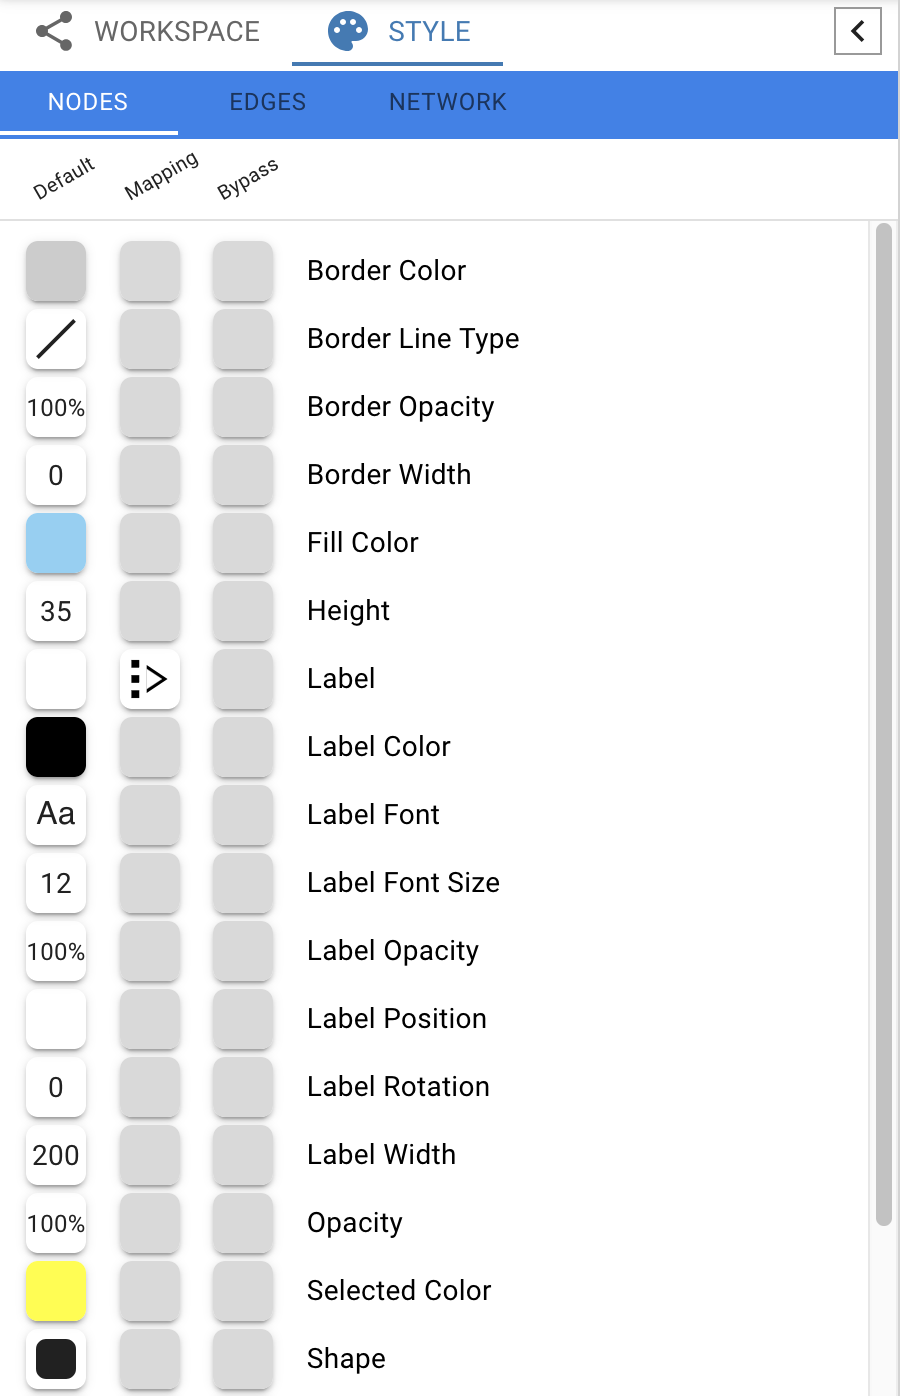 WORKSPACE STYLE
NODES EDGES NETWORK
Default Mapping Bypass
Border Color
Border Line Type
100% Border Opacity
0 Border Width
Fill Color
35 Height
Label
Label Color
Aa Label Font
12 Label Font Size
100% Label Opacity
Label Position
0 Label Rotation
200 Label Width
100% Opacity
Selected Color
Shape